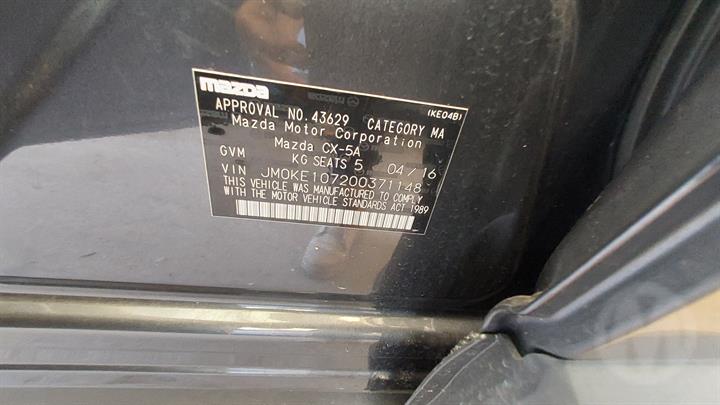 mazda (KE04B)
APPROVAL NO. 43629 CATEGORY MA
Mazda Motor Corporation
Mazda CX-5A
GVM KG SEATS 5 04/16
VIN JM0KE107200371148
THIS VEHICLE WAS MANUFACTURED TO COMPLY
WITH THE MOTOR VEHICLE STANDARDS ACT 1989